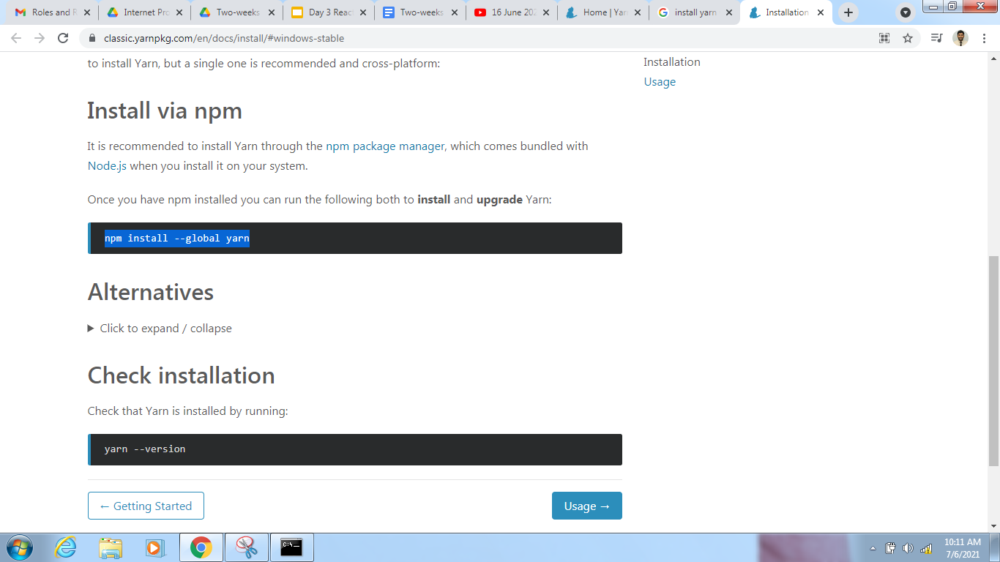 Roles and R
Internet Pro
Two-weeks
Day 3 React
Two-weeks
16 June 202
Home | Yar
install yarn
Installation
classic.yarnpkg.com/en/docs/install/#windows-stable
to install Yarn, but a single one is recommended and cross-platform:
Installation
Usage
Install via npm
It is recommended to install Yarn through the npm package manager, which comes bundled with
Node.js when you install it on your system.
Once you have npm installed you can run the following both to install and upgrade Yarn:
npm install --global yarn
Alternatives
Click to expand / collapse
Check installation
Check that Yarn is installed by running:
yarn --version
← Getting Started
Usage →
C:\
10:11 AM
7/6/2021